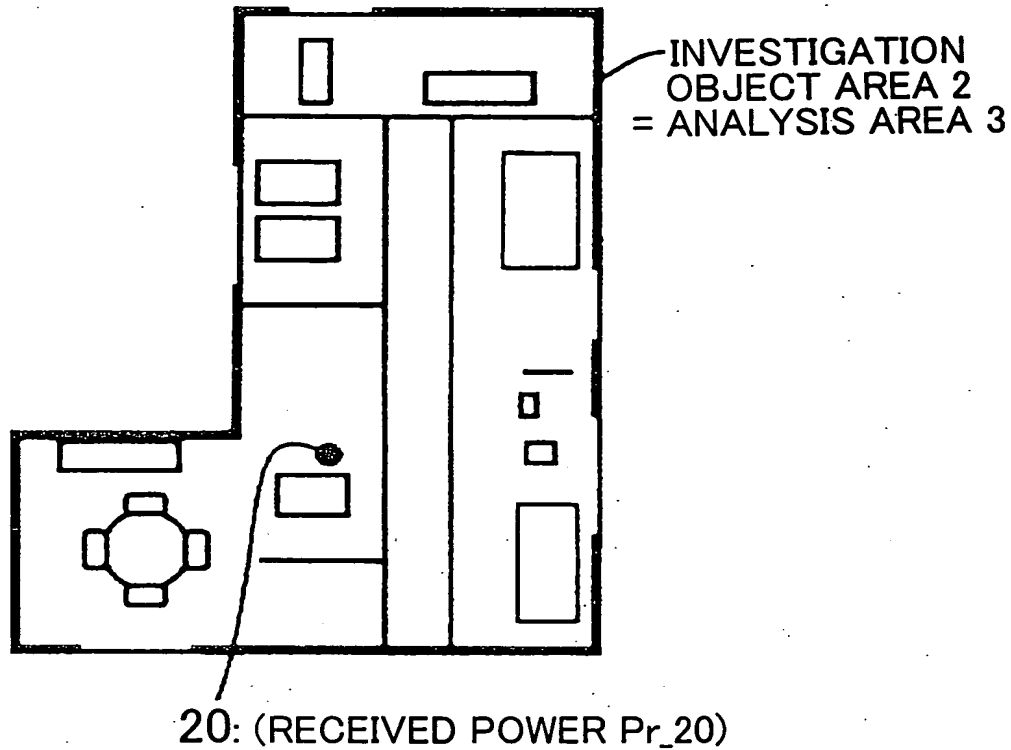 INVESTIGATION
OBJECT AREA 2
= ANALYSIS AREA 3
20: (RECEIVED POWER Pr_20)